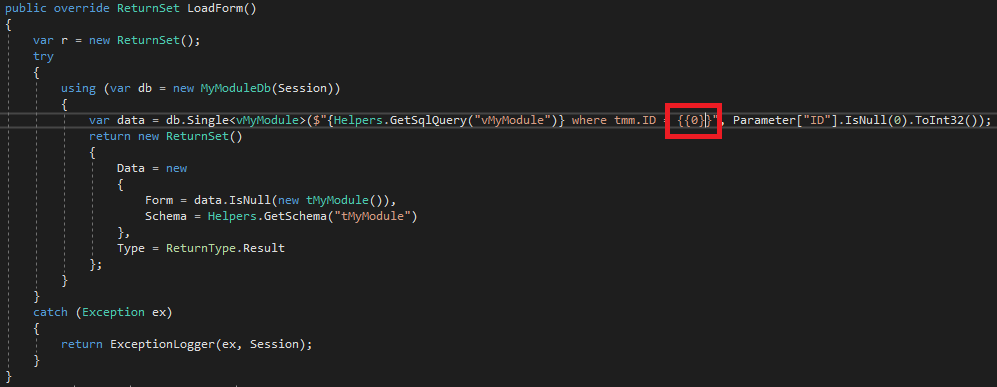 public override ReturnSet LoadForm()
{
var r = new ReturnSet();
try
{
using (var db = new MyModuleDb(Session))
{
var data = db.Single<vMyModule>($"{Helpers.GetSqlQuery("vMyModule")} where tmm.ID = {{0}}", Parameter["ID"].IsNull(0).ToInt32());
return new ReturnSet()
{
Data = new
{
Form = data.IsNull(new tMyModule()),
Schema = Helpers.GetSchema("tMyModule")
},
Type = ReturnType.Result
};
}
}
catch (Exception ex)
{
return ExceptionLogger(ex, Session);
}
}